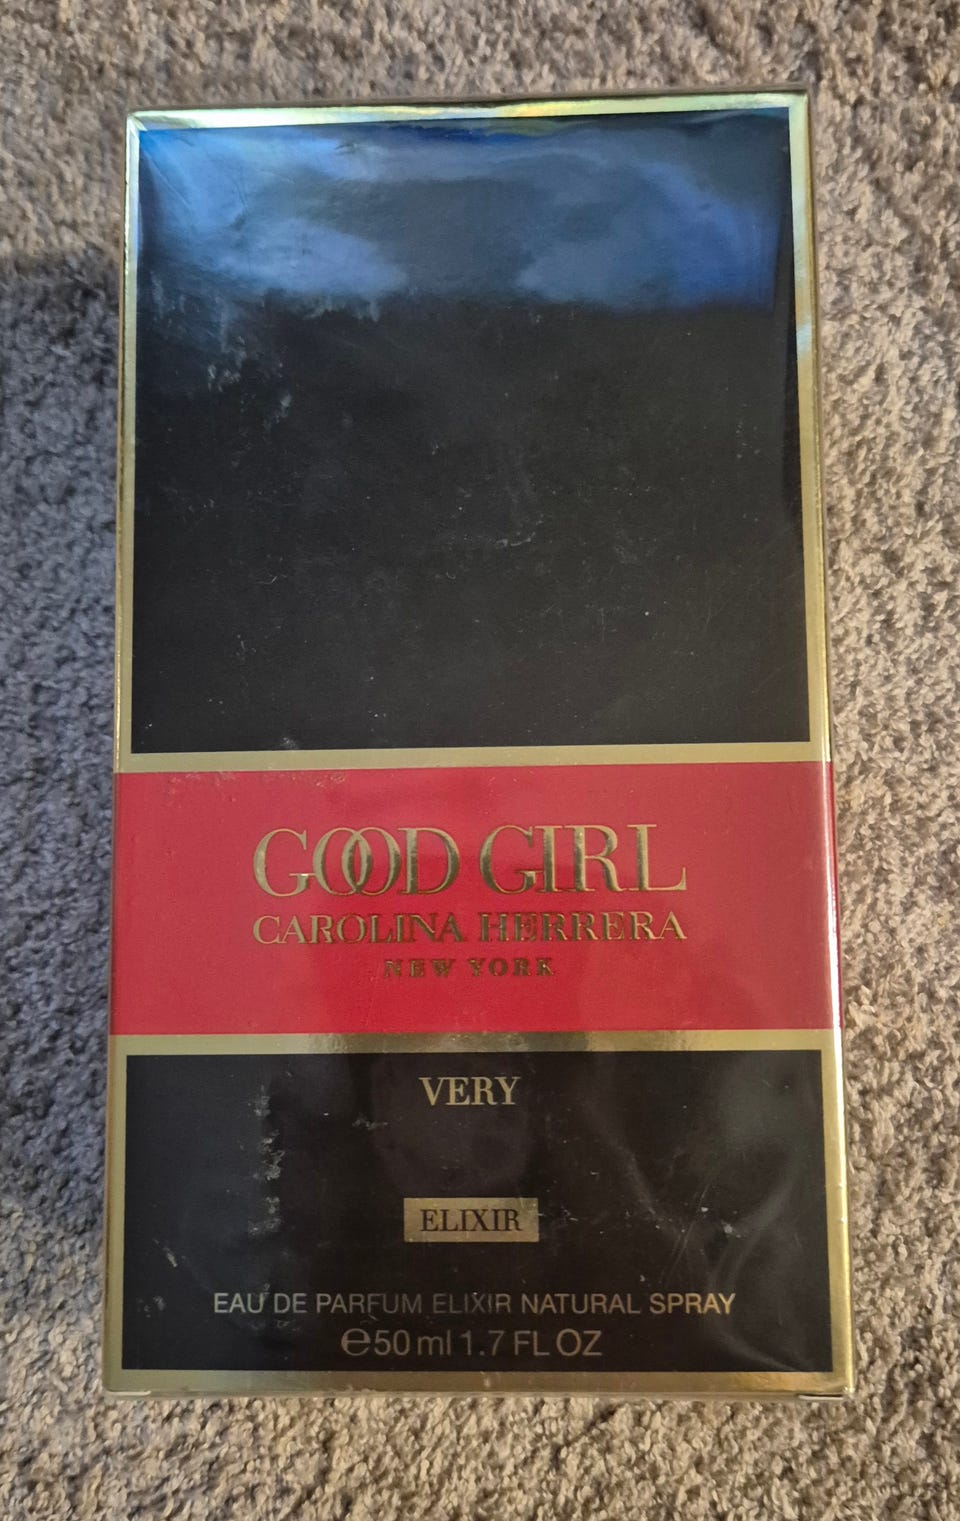 GOOD GIRL
CAROLINA HERRERA
NEW YORK
VERY
ELIXIR
EAU DE PARFUM ELIXIR NATURAL SPRAY
℮50 ml 1.7 FL OZ